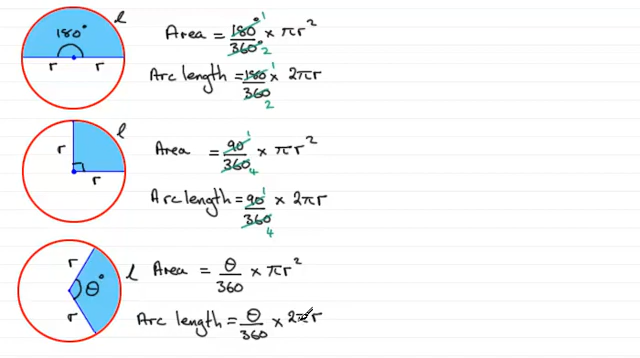 180° l
Area = 180°/360° 1/2 × πr²
r r
Arc length = 180/360 1/2 × 2πr
l
r
Area = 90/360 1/4 × πr²
r
Arc length = 90/360 1/4 × 2πr
r
θ° l
Area = θ/360 × πr²
r
Arc length = θ/360 × 2πr